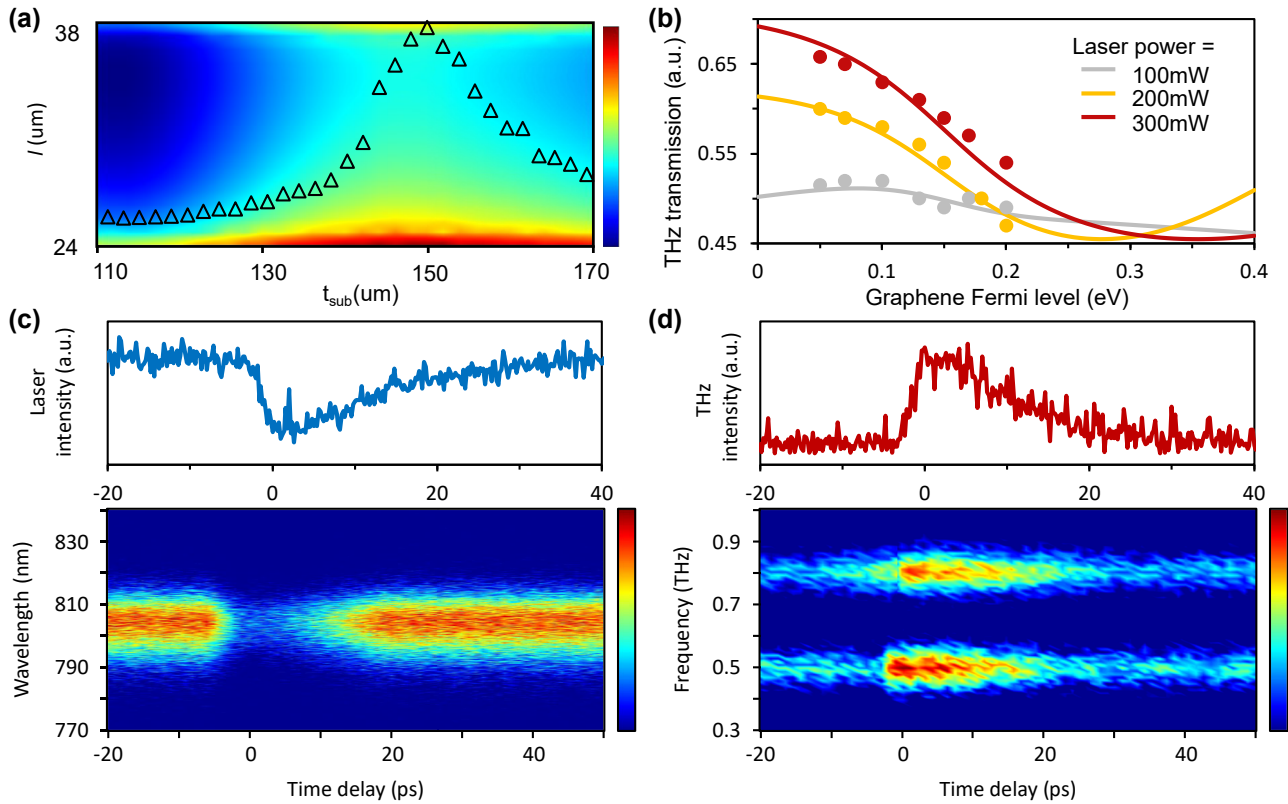 (a)
38
l (um)
24
110 130 150 170
t_sub(um)
(b)
THz transmission (a.u.)
0.65
0.55
0.45
Laser power =
100mW
200mW
300mW
0 0.1 0.2 0.3 0.4
Graphene Fermi level (eV)
(c)
Laser
intensity (a.u.)
-20 0 20 40
Wavelength (nm)
830
810
790
770
-20 0 20 40
Time delay (ps)
(d)
THz
intensity (a.u.)
-20 0 20 40
Frequency (THz)
0.9
0.7
0.5
0.3
-20 0 20 40
Time delay (ps)